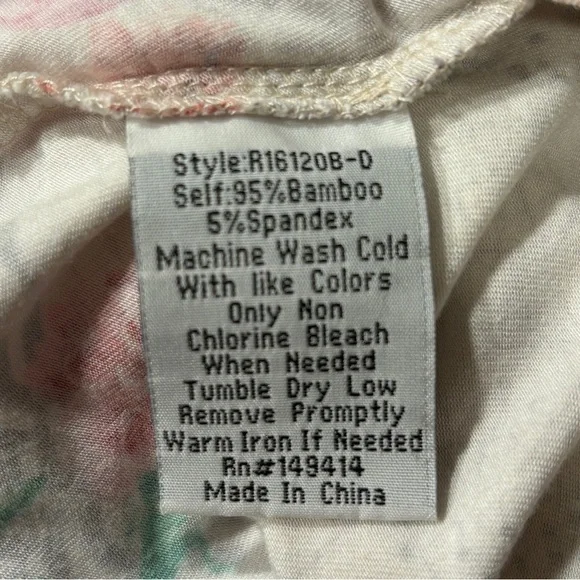 Style:R16120B-D
Self:95%Bamboo
5%Spandex
Machine Wash Cold
With like Colors
Only Non
Chlorine Bleach
When Needed
Tumble Dry Low
Remove Promptly
Warm Iron If Needed
Rn#149414
Made In China